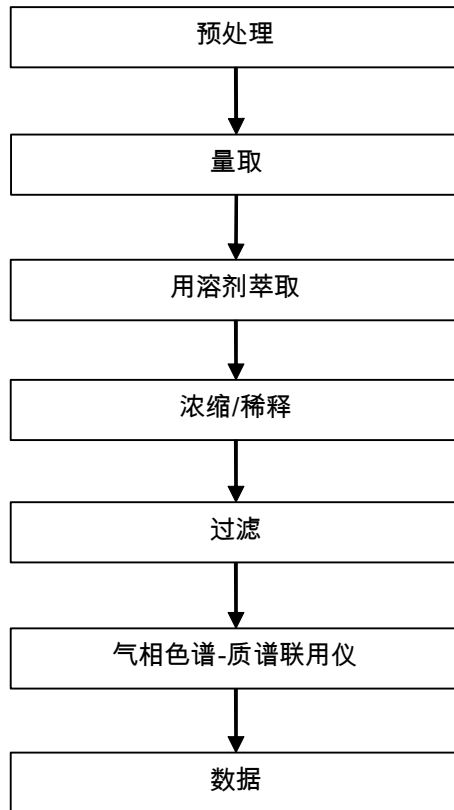 预处理
量取
用溶剂萃取
浓缩/稀释
过滤
气相色谱-质谱联用仪
数据